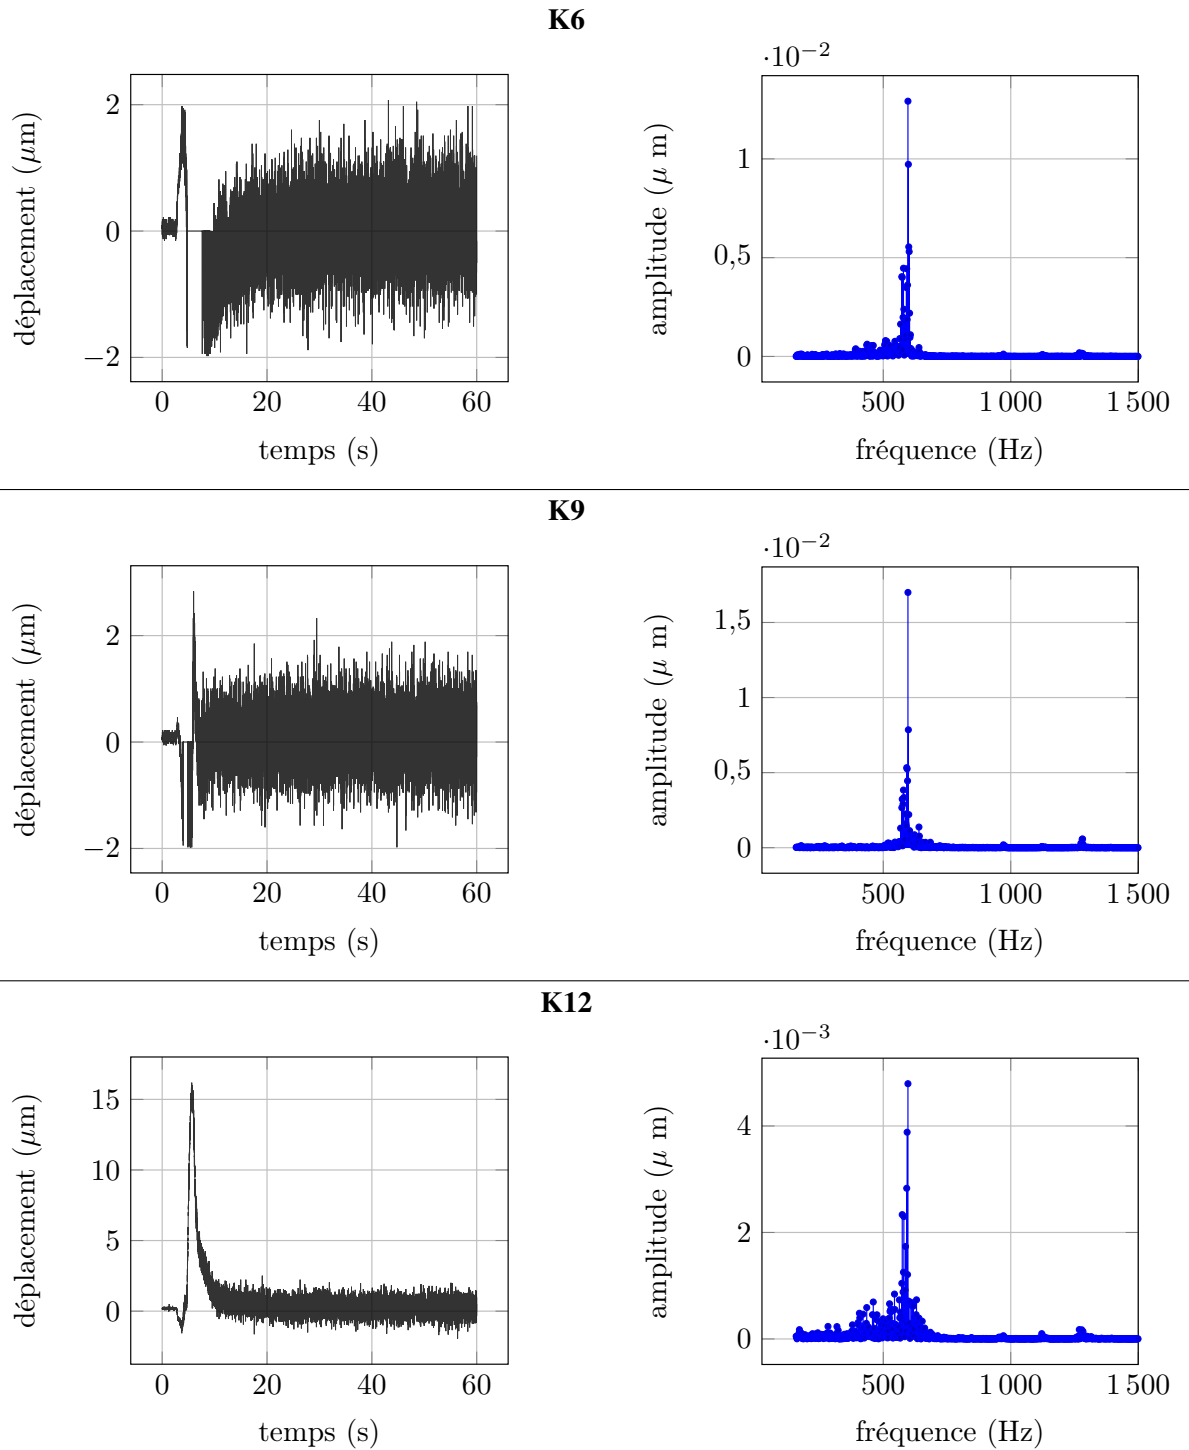 K6
·10−2
déplacement (μm)
2
0
−2
0 20 40 60
temps (s)
amplitude (μ m)
1
0,5
0
500 1 000 1 500
fréquence (Hz)
K9
·10−2
déplacement (μm)
2
0
−2
0 20 40 60
temps (s)
amplitude (μ m)
1,5
1
0,5
0
500 1 000 1 500
fréquence (Hz)
K12
·10−3
déplacement (μm)
15
10
5
0
0 20 40 60
temps (s)
amplitude (μ m)
4
2
0
500 1 000 1 500
fréquence (Hz)